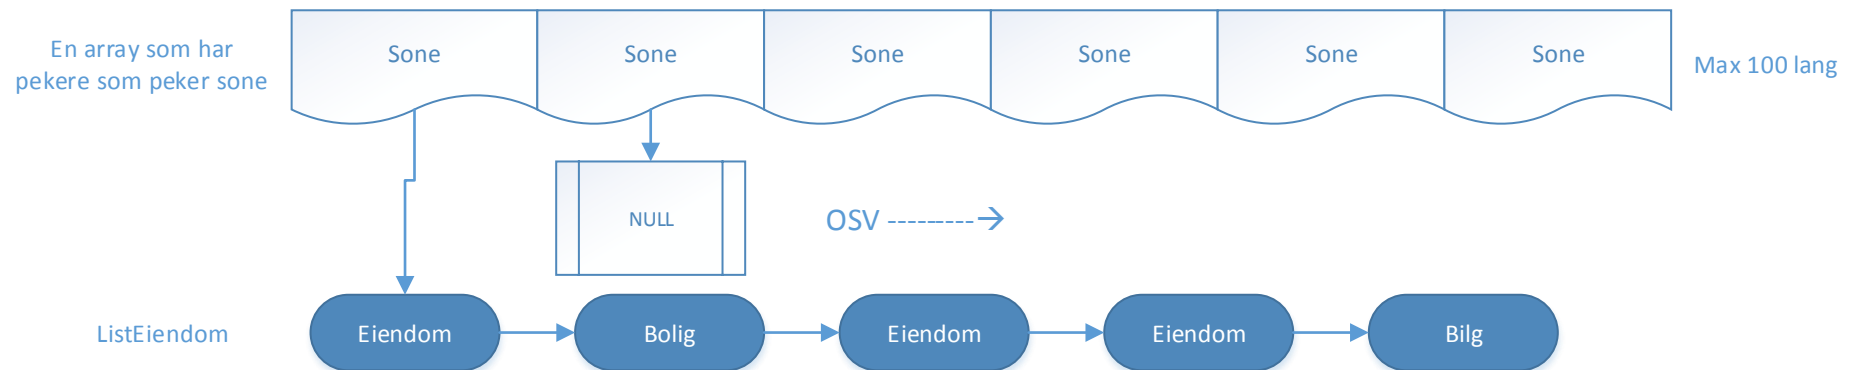 En array som har
pekere som peker sone
Sone
Sone
Sone
Sone
Sone
Sone
Max 100 lang
NULL
OSV --------->
ListEiendom
Eiendom
Bolig
Eiendom
Eiendom
Bilg